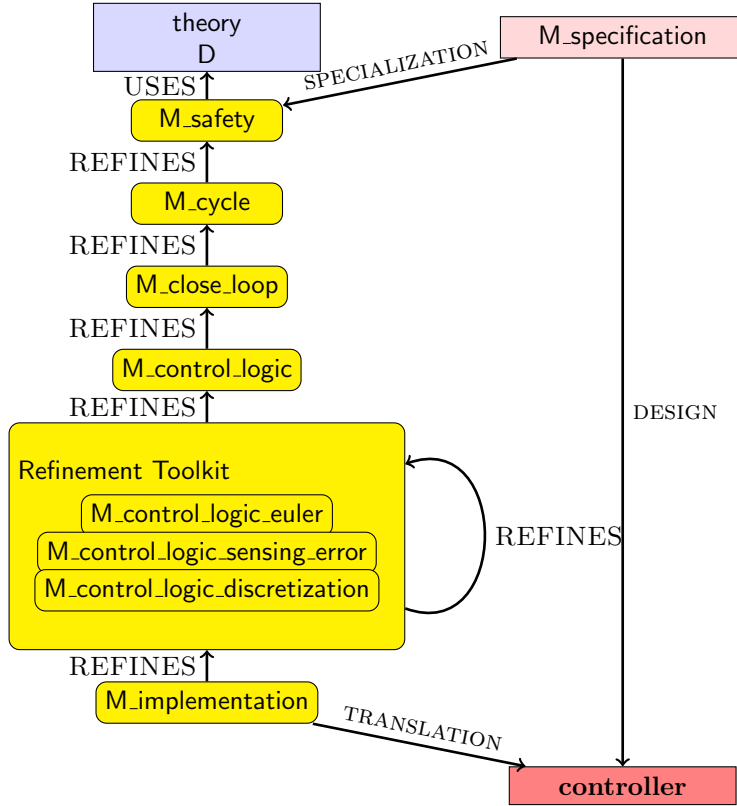 theory
D
M_specification
SPECIALIZATION
USES
M_safety
REFINES
M_cycle
REFINES
M_close_loop
REFINES
M_control_logic
REFINES
DESIGN
Refinement Toolkit
M_control_logic_euler
M_control_logic_sensing_error
M_control_logic_discretization
REFINES
REFINES
M_implementation
TRANSLATION
controller